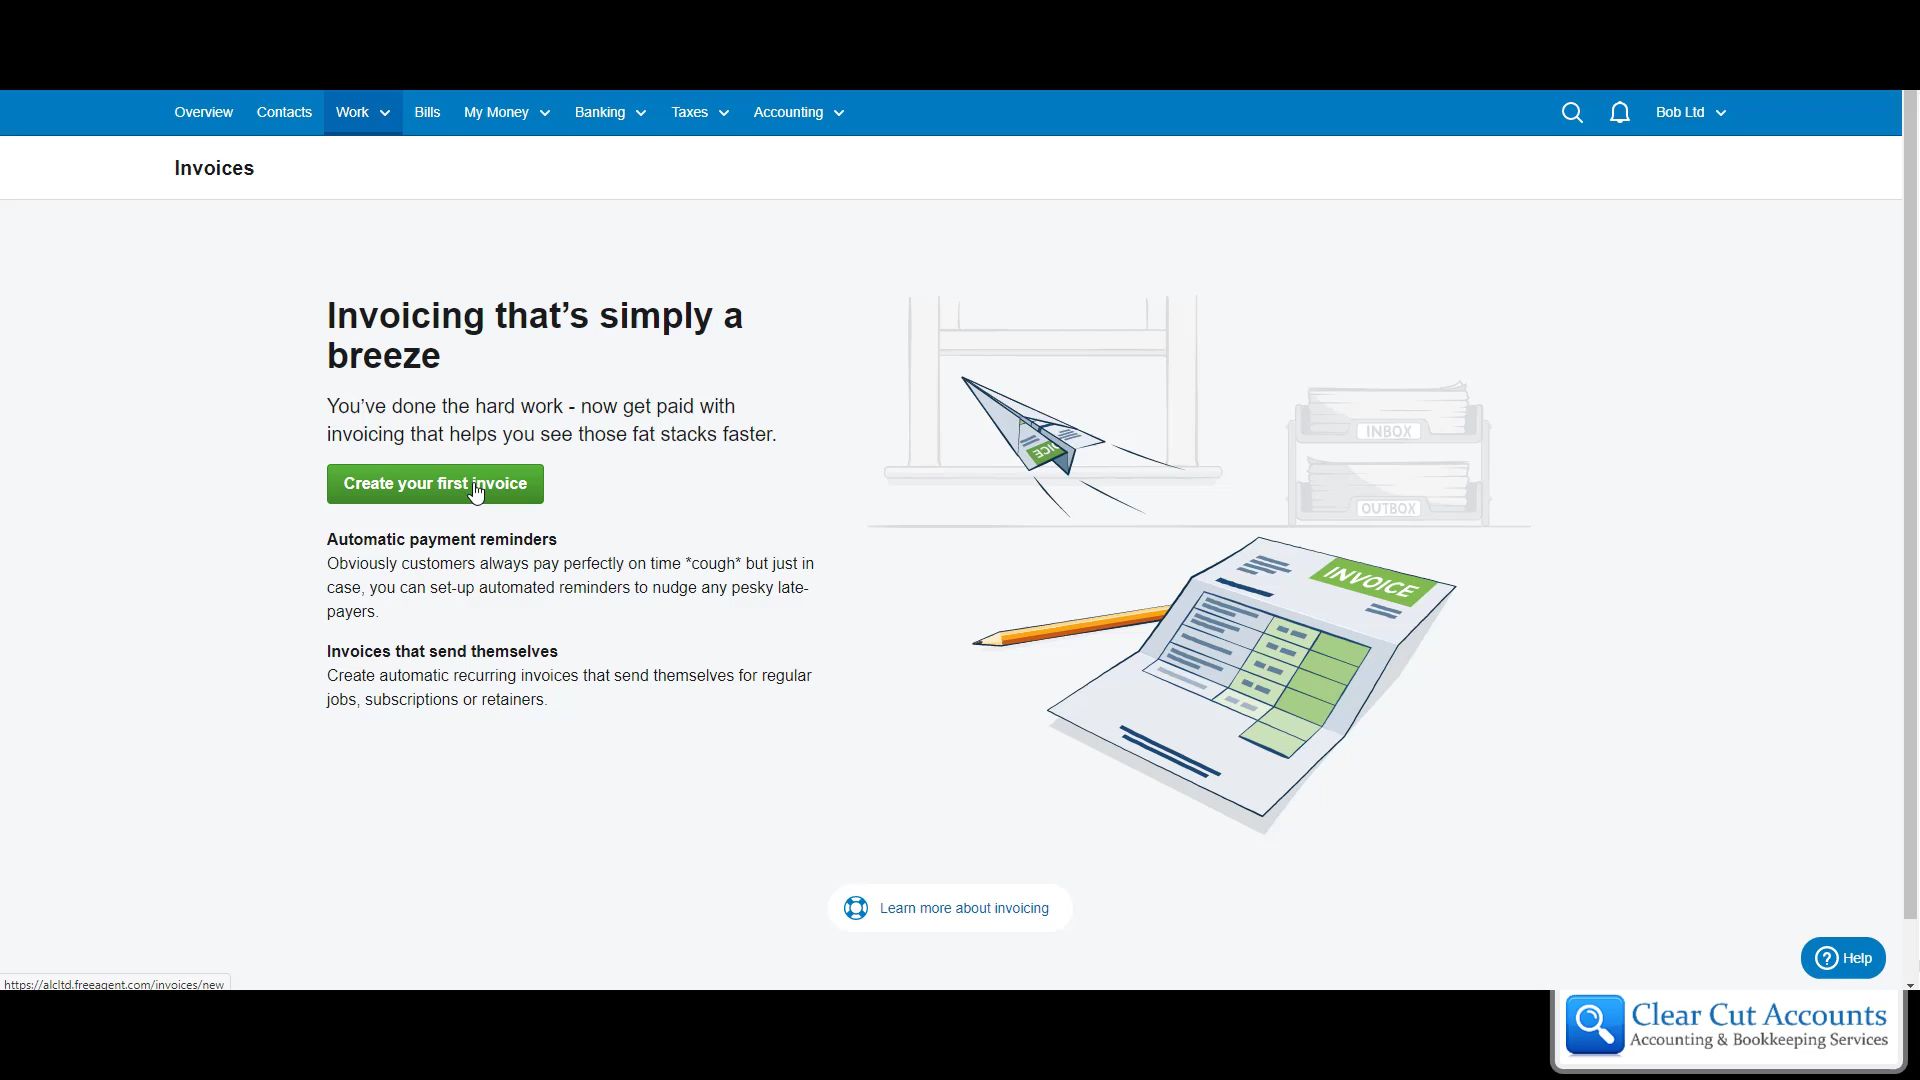 Overview Contacts Work Bills My Money Banking Taxes Accounting Bob Ltd
Invoices
Invoicing that's simply a
breeze
You've done the hard work - now get paid with
invoicing that helps you see those fat stacks faster.
Create your first invoice
Automatic payment reminders
Obviously customers always pay perfectly on time *cough* but just in
case, you can set-up automated reminders to nudge any pesky late-
payers.
Invoices that send themselves
Create automatic recurring invoices that send themselves for regular
jobs, subscriptions or retainers.
INBOX
OUTBOX
INVOICE
Learn more about invoicing
Help
https://alcltd.freeagent.com/invoices/new
Clear Cut Accounts
Accounting & Bookkeeping Services